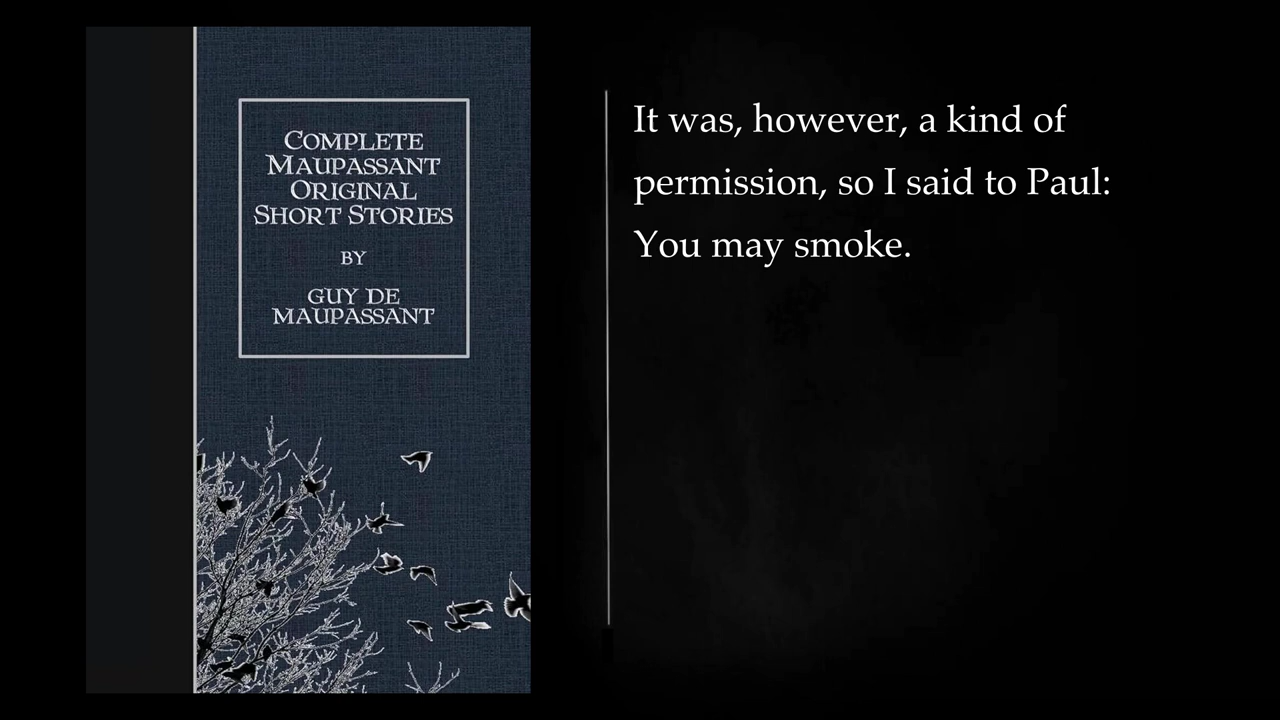 COMPLETE
MAUPASSANT
ORIGINAL
SHORT STORIES
BY
GUY DE
MAUPASSANT
It was, however, a kind of
permission, so I said to Paul:
You may smoke.